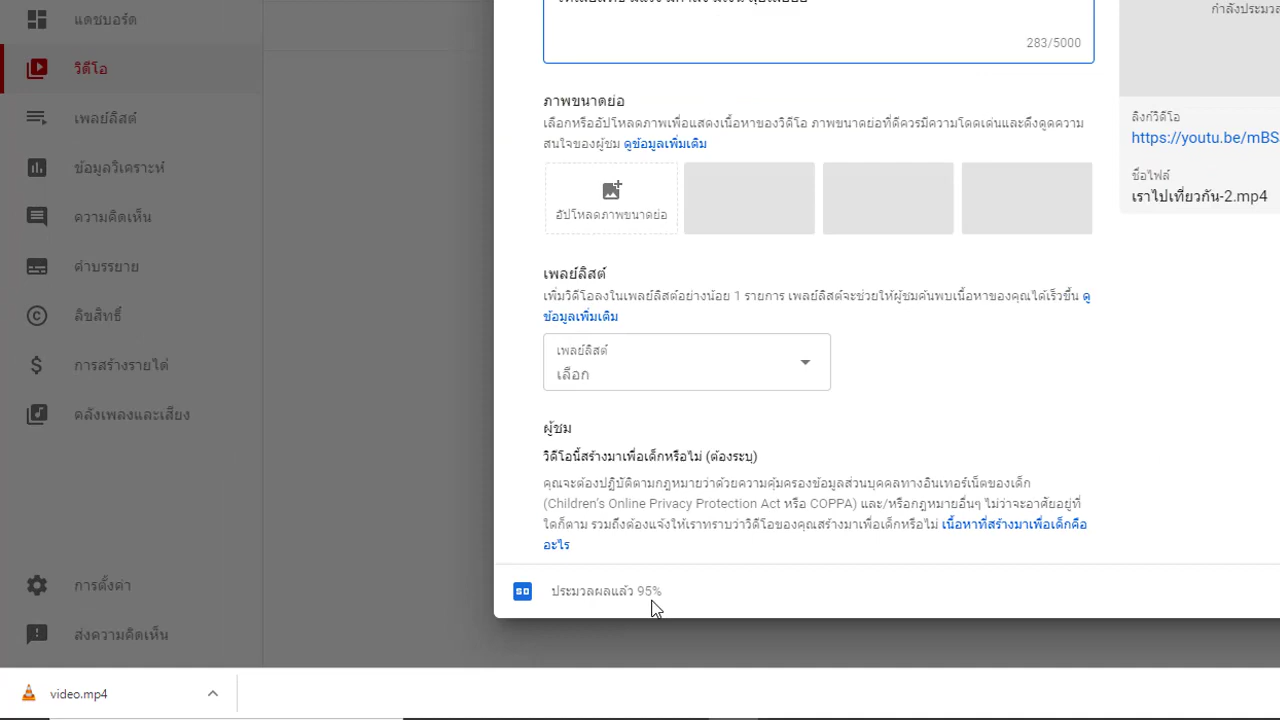 แดชบอร์ด
วิดีโอ
เพลย์ลิสต์
ข้อมูลวิเคราะห์
ความคิดเห็น
คำบรรยาย
ลิขสิทธิ์
การสร้างรายได้
คลังเพลงและเสียง
การตั้งค่า
ส่งความคิดเห็น
283/5000
ภาพขนาดย่อ
เลือกหรืออัปโหลดภาพเพื่อแสดงเนื้อหาของวิดีโอ ภาพขนาดย่อที่ดีควรมีความโดดเด่นและดึงดูดความ
สนใจของผู้ชม ดูข้อมูลเพิ่มเติม
อัปโหลดภาพขนาดย่อ
เพลย์ลิสต์
เพิ่มวิดีโอลงในเพลย์ลิสต์อย่างน้อย 1 รายการ เพลย์ลิสต์จะช่วยให้ผู้ชมค้นพบเนื้อหาของคุณได้เร็วขึ้น ดู
ข้อมูลเพิ่มเติม
เพลย์ลิสต์
เลือก
ผู้ชม
วิดีโอนี้สร้างมาเพื่อเด็กหรือไม่ (ต้องระบุ)
คุณจะต้องปฏิบัติตามกฎหมายว่าด้วยความคุ้มครองข้อมูลส่วนบุคคลทางอินเทอร์เน็ตของเด็ก
(Children's Online Privacy Protection Act หรือ COPPA) และ/หรือกฎหมายอื่นๆ ไม่ว่าจะอาศัยอยู่ที่
ใดก็ตาม รวมถึงต้องแจ้งให้เราทราบว่าวิดีโอของคุณสร้างมาเพื่อเด็กหรือไม่ เนื้อหาที่สร้างมาเพื่อเด็กคือ
อะไร
SD
ประมวลผลแล้ว 95%
กำลังประมวล
ลิงก์วิดีโอ
https://youtu.be/mBS
ชื่อไฟล์
เราไปเที่ยวกัน-2.mp4
video.mp4